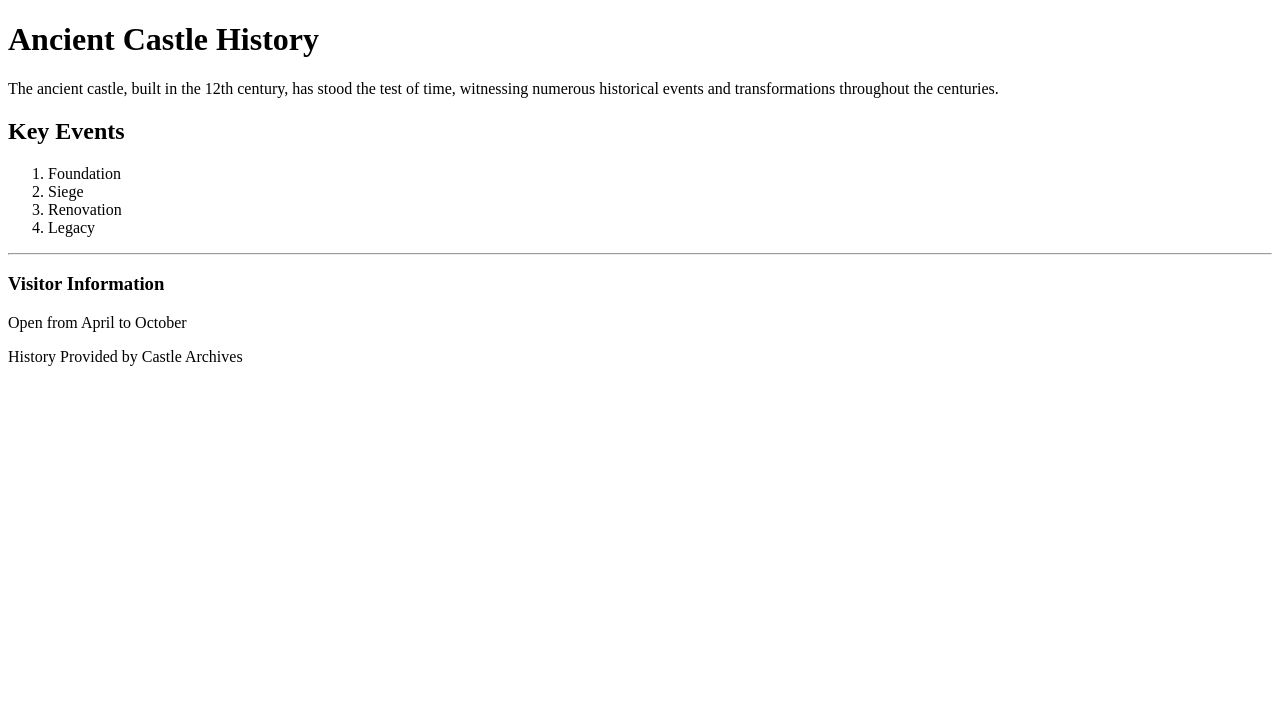 Ancient Castle History
The ancient castle, built in the 12th century, has stood the test of time, witnessing numerous historical events and transformations throughout the centuries.
Key Events
1. Foundation
2. Siege
3. Renovation
4. Legacy
Visitor Information
Open from April to October
History Provided by Castle Archives